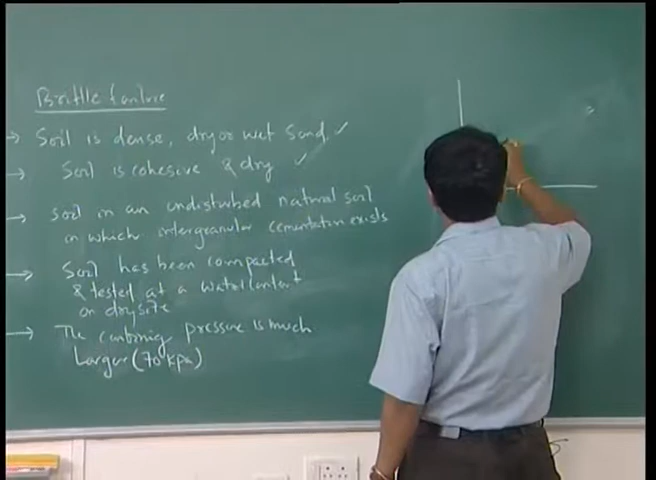 Brittle failure
→ Soil is dense, dry or wet sand ✓
→ Soil is cohesive & dry ✓
→ Soil in an undisturbed natural soil
in which intergranular cementation exists
→ Soil has been compacted
& tested at a water content
on dry side
→ The confining pressure is much
Larger (70 kpa)